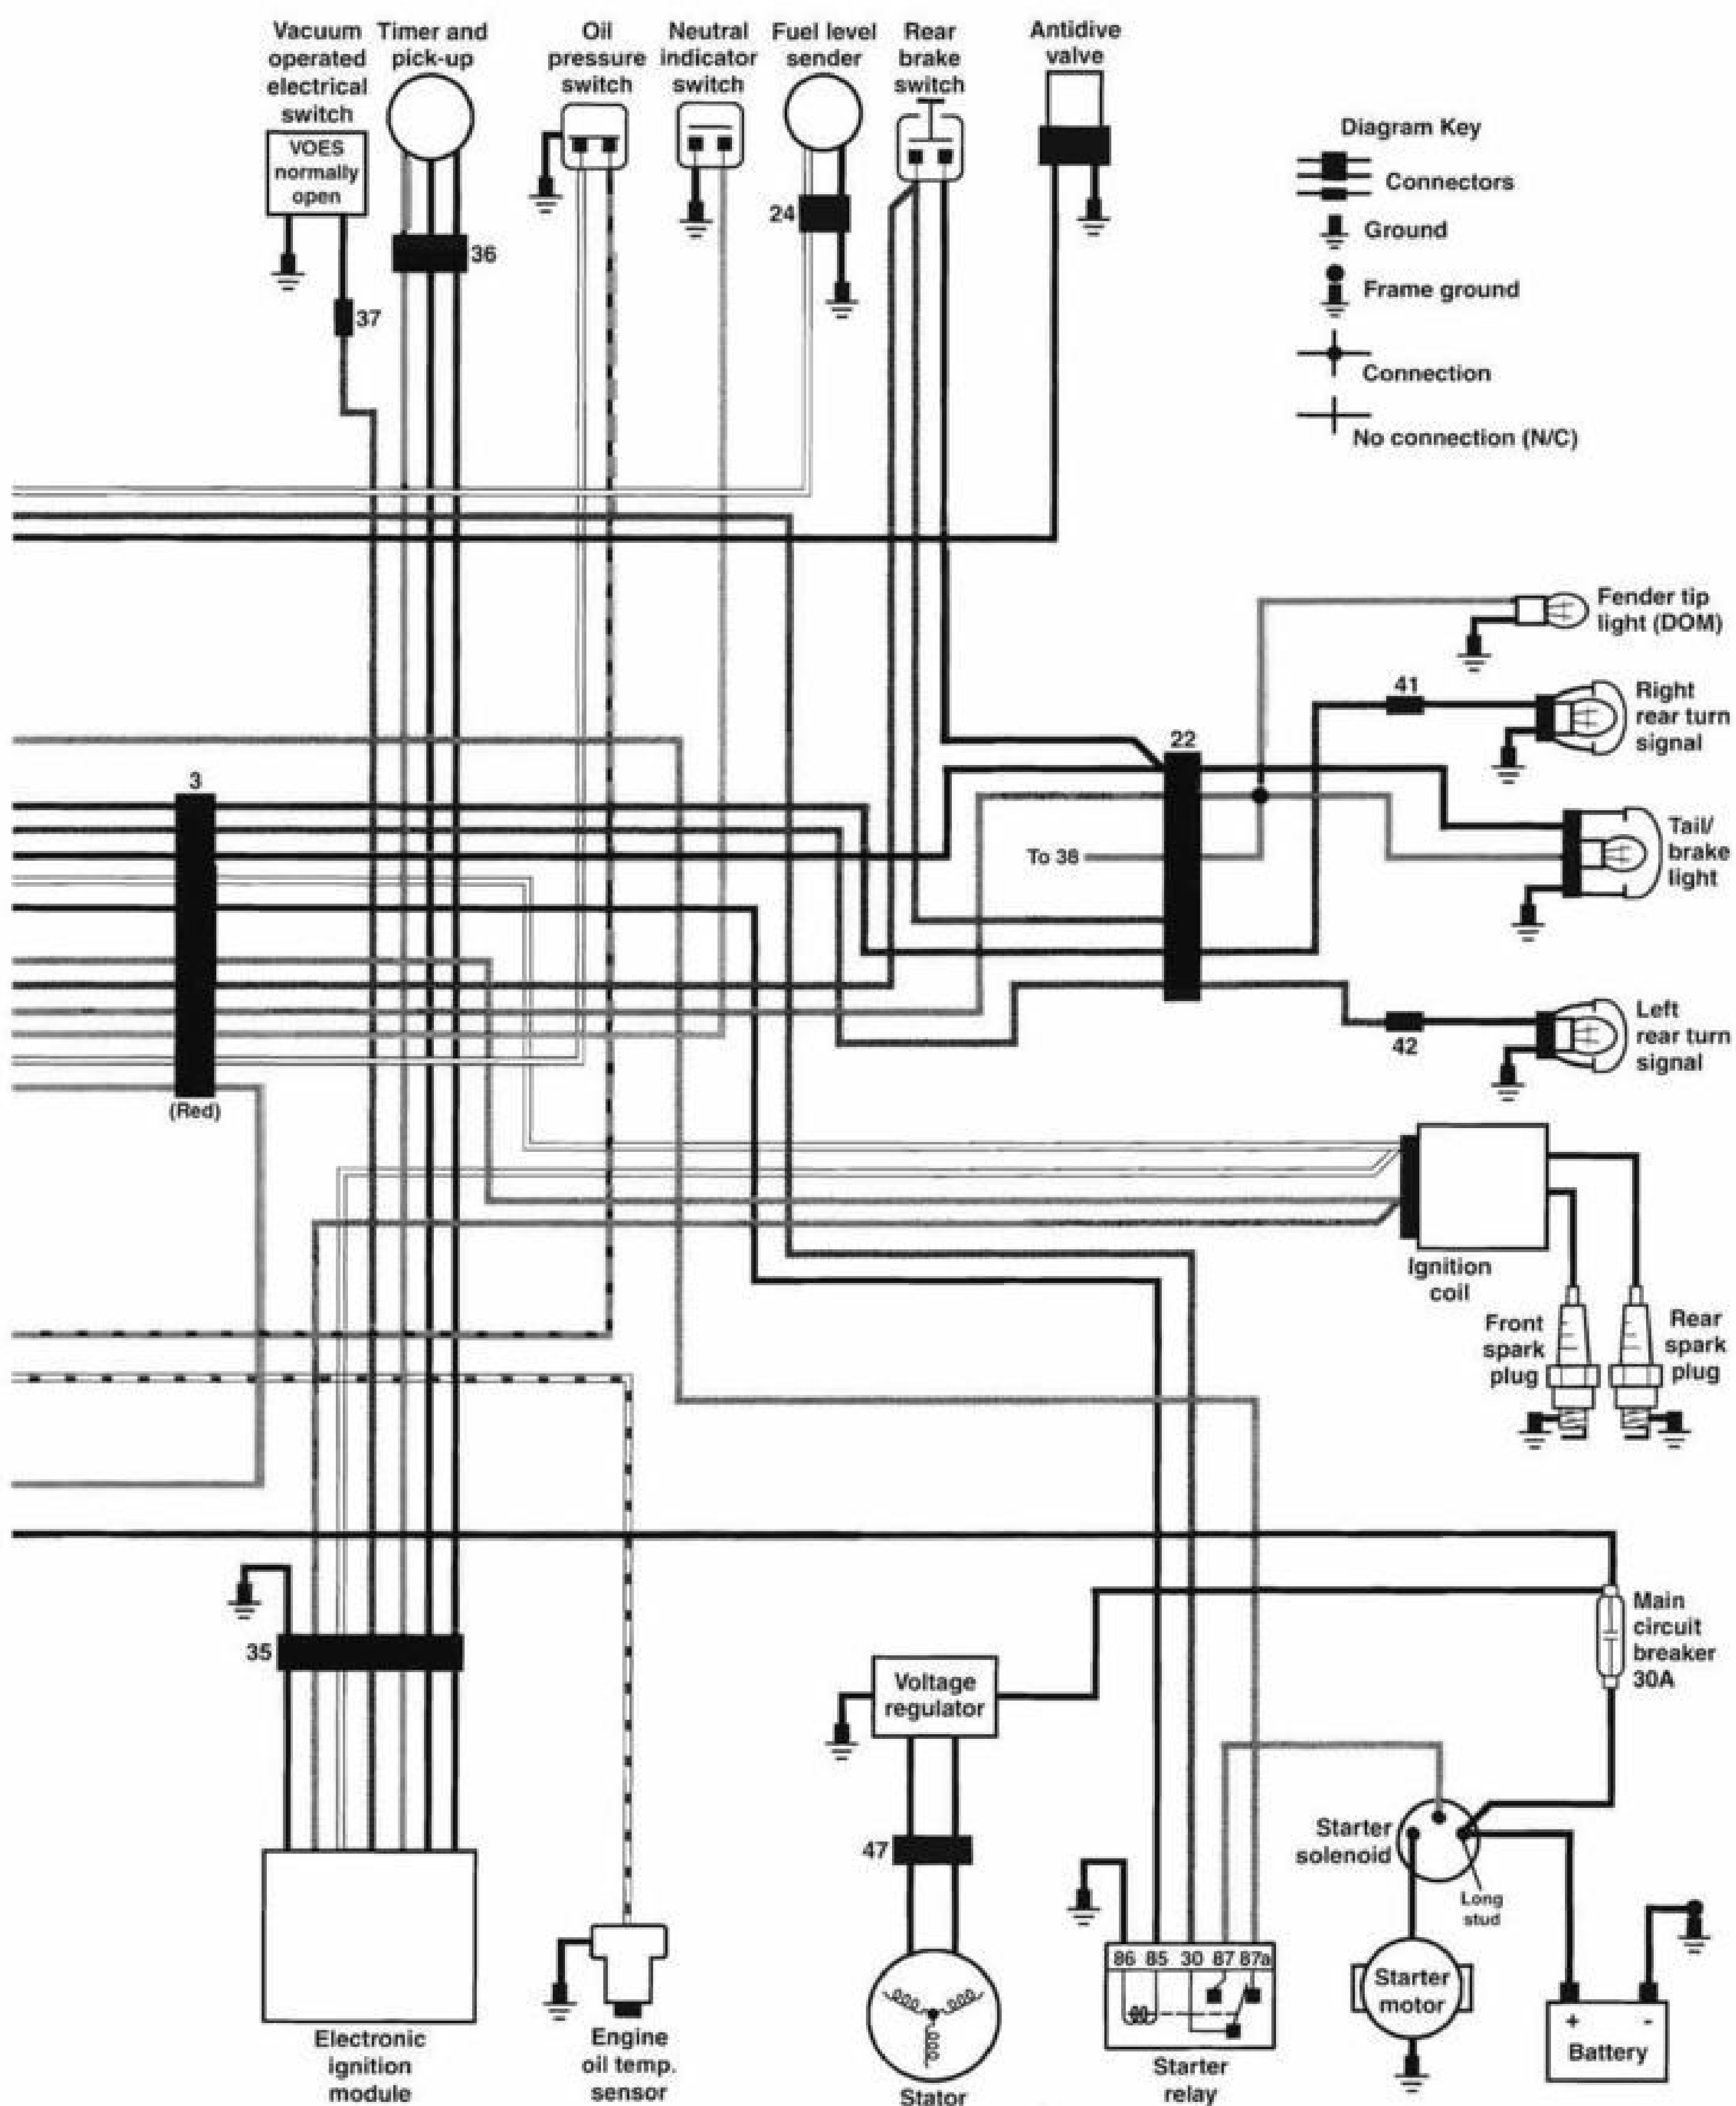 Vacuum
operated
electrical
switch
Timer and
pick-up
Oil
pressure
switch
Neutral
indicator
switch
Fuel level
sender
Rear
brake
switch
Antidive
valve
VOES
normally
open
Diagram Key
Connectors
Ground
Frame ground
Connection
No connection (N/C)
24
36
37
Fender tip
light (DOM)
41
Right
rear turn
signal
22
3
Tail/
brake
light
To 38
Left
rear turn
signal
42
(Red)
Ignition
coil
Front
spark
plug
Rear
spark
plug
Main
circuit
breaker
30A
35
Voltage
regulator
47
Starter
solenoid
Long
stud
86 85 30 87 87a
Starter
motor
+ -
Battery
Electronic
ignition
module
Engine
oil temp.
sensor
Stator
Starter
relay